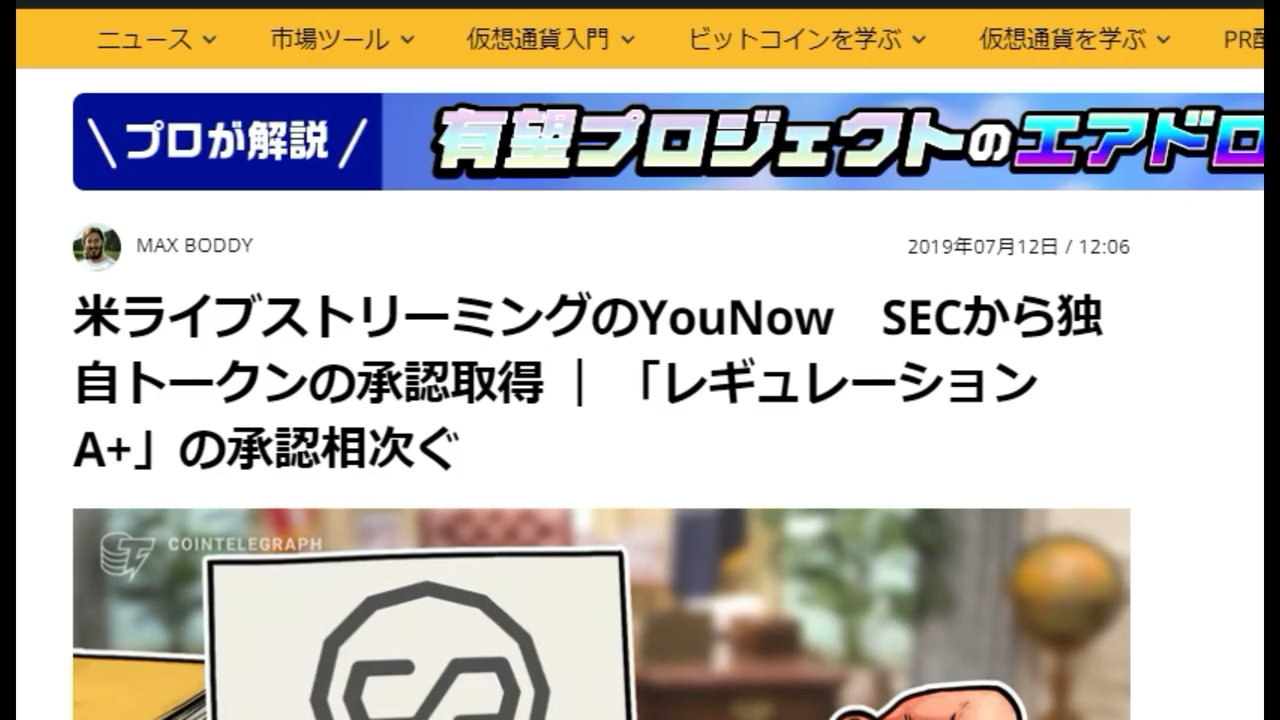 ニュース 市場ツール 仮想通貨入門 ビットコインを学ぶ 仮想通貨を学ぶ PR
\プロが解説/ 有望プロジェクトのエアドロ
MAX BODDY 2019年07月12日 / 12:06
米ライブストリーミングのYouNow　SECから独
自トークンの承認取得 ｜ 「レギュレーション
A+」の承認相次ぐ
COINTELEGRAPH